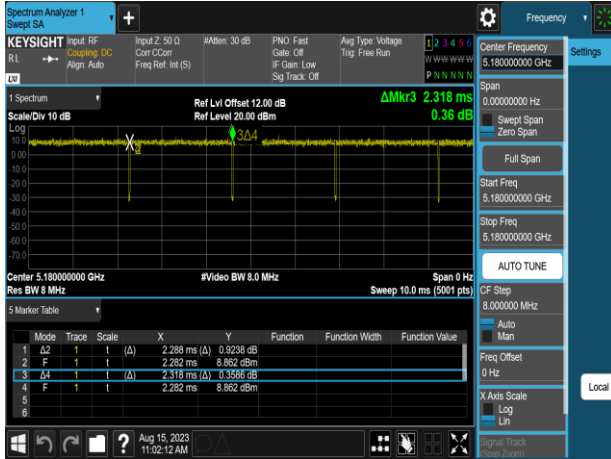 Spectrum Analyzer 1
Swept SA
+
Frequency
KEYSIGHT
RL
Input: RF
Coupling: DC
Align: Auto
Input Z: 50 Ω
Corr CCorr
Freq Ref: Int (S)
#Atten: 30 dB
PNO: Fast
Gate: Off
IF Gain: Low
Sig Track: Off
Avg Type: Voltage
Trig: Free Run
1 2 3 4 5 6
W W W W W W
P N N N N N
LXI
1 Spectrum
Scale/Div 10 dB
Ref Lvl Offset 12.00 dB
Ref Level 20.00 dBm
ΔMkr3 2.318 ms
0.36 dB
Log
10.0
0.00
-10.0
-20.0
-30.0
-40.0
-50.0
-60.0
-70.0
3Δ4
Center 5.180000000 GHz
Res BW 8 MHz
#Video BW 8.0 MHz
Span 0 Hz
Sweep 10.0 ms (5001 pts)
5 Marker Table
Mode Trace Scale X Y Function Function Width Function Value
1 Δ2 1 t (Δ) 2.288 ms (Δ) 0.9238 dB
2 F 1 t 2.282 ms 8.862 dBm
3 Δ4 1 t (Δ) 2.318 ms (Δ) 0.3586 dB
4 F 1 t 2.282 ms 8.862 dBm
5
6
Aug 15, 2023
11:02:12 AM
Center Frequency
5.180000000 GHz
Settings
Span
0.00000000 Hz
Swept Span
Zero Span
Full Span
Start Freq
5.180000000 GHz
Stop Freq
5.180000000 GHz
AUTO TUNE
CF Step
8.000000 MHz
Auto
Man
Freq Offset
0 Hz
X Axis Scale
Log
Lin
Local
Signal Track
(Span Zoom)